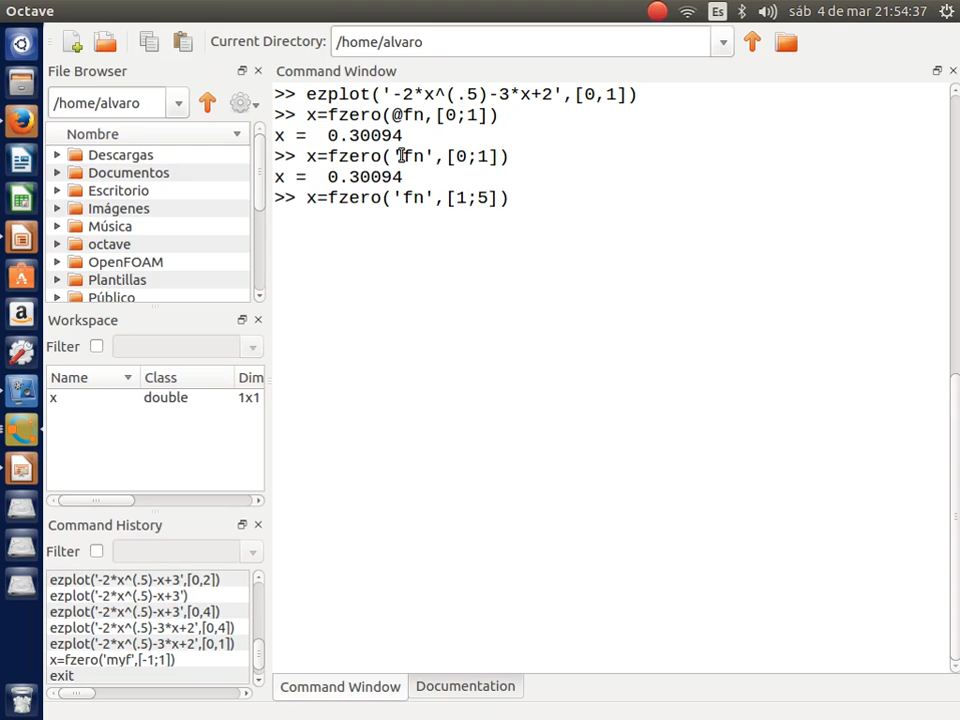 Octave
Es
sáb 4 de mar 21:54:37
Current Directory:
/home/alvaro
File Browser
Command Window
/home/alvaro
Nombre
Descargas
Documentos
Escritorio
Imágenes
Música
octave
OpenFOAM
Plantillas
Público
>> ezplot('-2*x^(.5)-3*x+2',[0,1])
>> x=fzero(@fn,[0;1])
x =  0.30094
>> x=fzero('fn',[0;1])
x =  0.30094
>> x=fzero('fn',[1;5])
Workspace
Filter
Name Class Dim
x double 1x1
Command History
Filter
ezplot('-2*x^(.5)-x+3',[0,2])
ezplot('-2*x^(.5)-x+3')
ezplot('-2*x^(.5)-x+3',[0,4])
ezplot('-2*x^(.5)-3*x+2',[0,4])
ezplot('-2*x^(.5)-3*x+2',[0,1])
x=fzero('myf',[-1;1])
exit
Command Window
Documentation